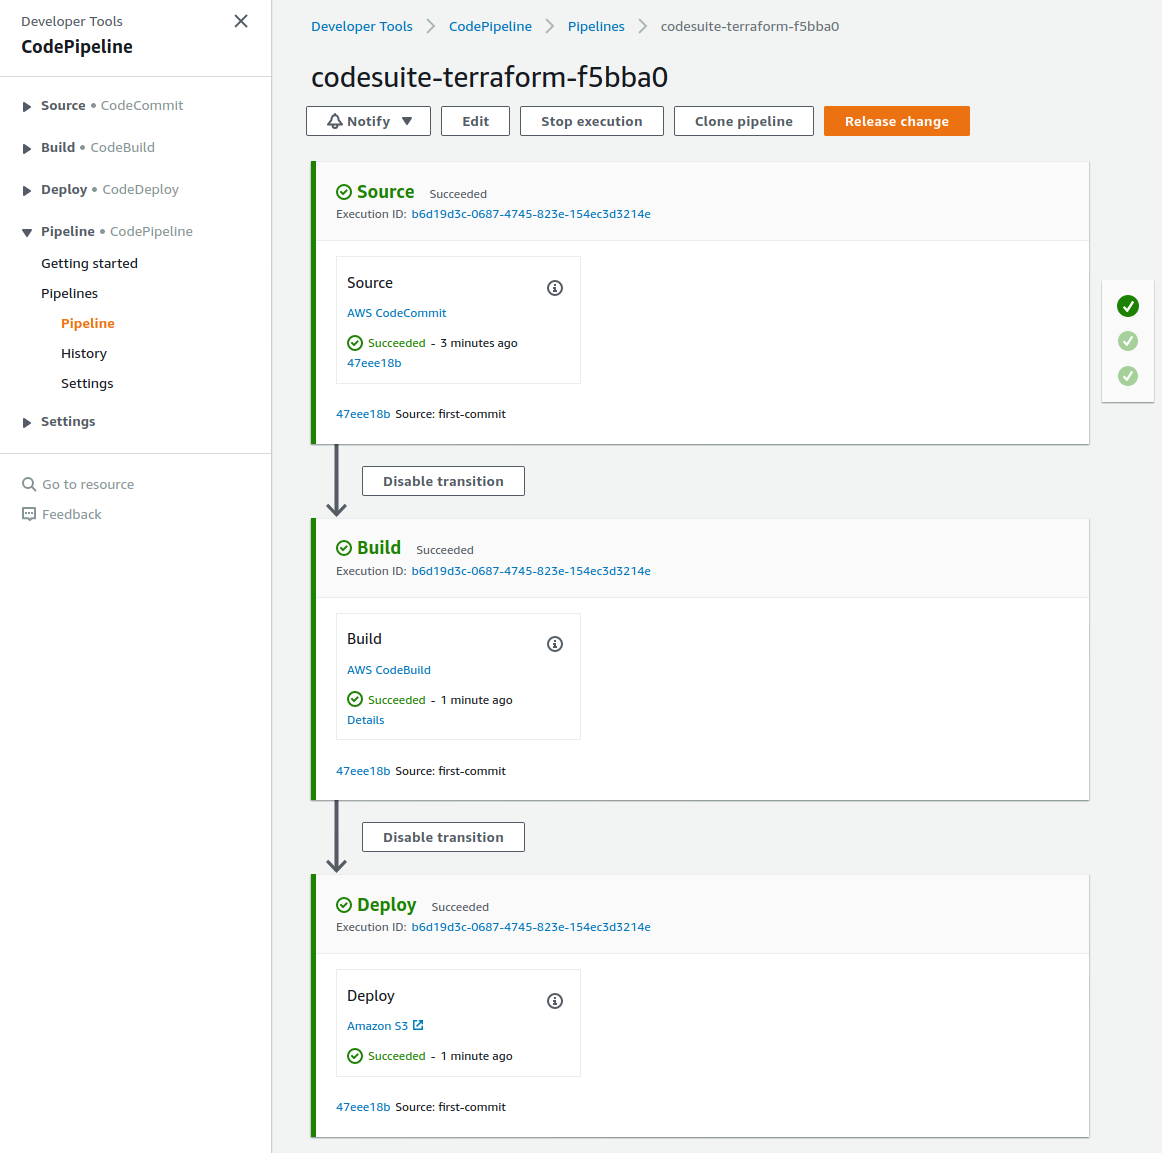 Developer Tools
CodePipeline
Source • CodeCommit
Build • CodeBuild
Deploy • CodeDeploy
Pipeline • CodePipeline
Getting started
Pipelines
Pipeline
History
Settings
Settings
Go to resource
Feedback
Developer Tools CodePipeline Pipelines codesuite-terraform-f5bba0
codesuite-terraform-f5bba0
Notify Edit Stop execution Clone pipeline Release change
Source Succeeded
Execution ID: b6d19d3c-0687-4745-823e-154ec3d3214e
Source
AWS CodeCommit
Succeeded - 3 minutes ago
47eee18b
47eee18b Source: first-commit
Disable transition
Build Succeeded
Execution ID: b6d19d3c-0687-4745-823e-154ec3d3214e
Build
AWS CodeBuild
Succeeded - 1 minute ago
Details
47eee18b Source: first-commit
Disable transition
Deploy Succeeded
Execution ID: b6d19d3c-0687-4745-823e-154ec3d3214e
Deploy
Amazon S3
Succeeded - 1 minute ago
47eee18b Source: first-commit